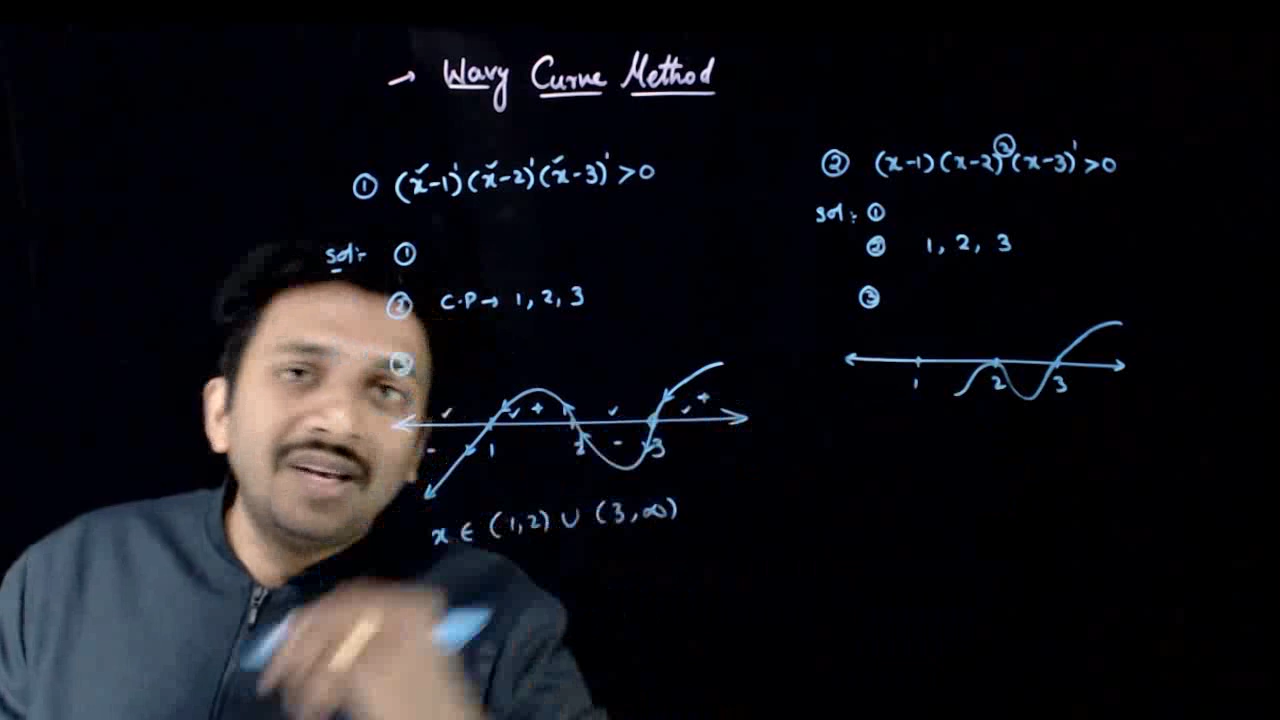 → Wavy Curve Method
① (x-1)¹(x-2)¹(x-3)¹>0
sol:- ①
② C.P → 1, 2, 3
③
✓ ✓ + ✓ ✓ +
- 1 2 - 3
x ∈ (1,2) ∪ (3,∞)
② (x-1)(x-2)②(x-3)¹>0
sol:- ①
② 1, 2, 3
③
1 2 3